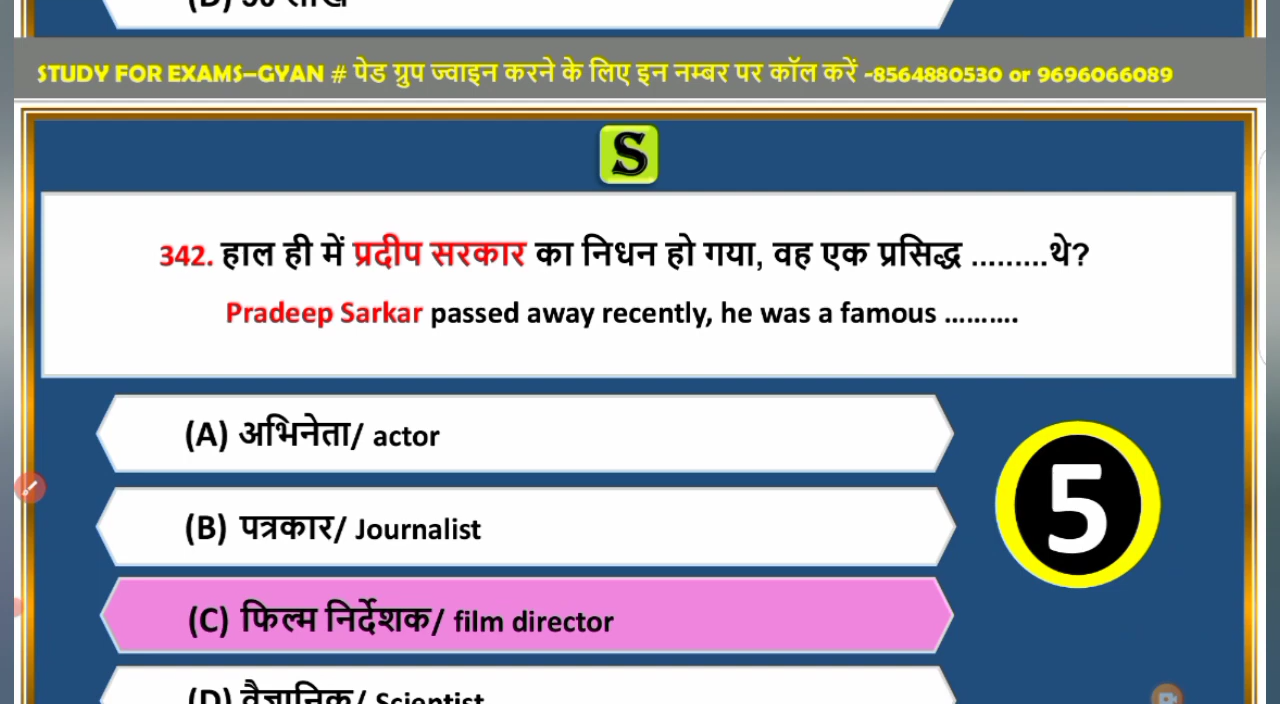 (D) 50 लाख
STUDY FOR EXAMS–GYAN # पेड ग्रुप ज्वाइन करने के लिए इन नम्बर पर कॉल करें -8564880530 or 9696066089
S
342. हाल ही में प्रदीप सरकार का निधन हो गया, वह एक प्रसिद्ध .........थे?
Pradeep Sarkar passed away recently, he was a famous ..........
(A) अभिनेता/ actor
(B) पत्रकार/ Journalist
5
(C) फिल्म निर्देशक/ film director
(D) वैज्ञानिक/ Scientist